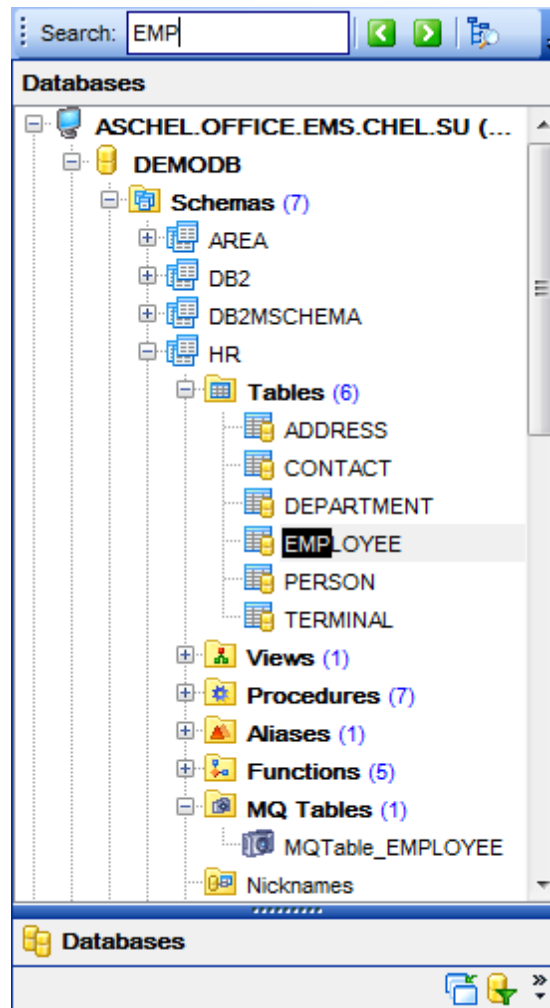 Search: EMP
Databases
ASCHEL.OFFICE.EMS.CHEL.SU (...
DEMODB
Schemas (7)
AREA
DB2
DB2MSCHEMA
HR
Tables (6)
ADDRESS
CONTACT
DEPARTMENT
EMPLOYEE
PERSON
TERMINAL
Views (1)
Procedures (7)
Aliases (1)
Functions (5)
MQ Tables (1)
MQTable_EMPLOYEE
Nicknames
Databases